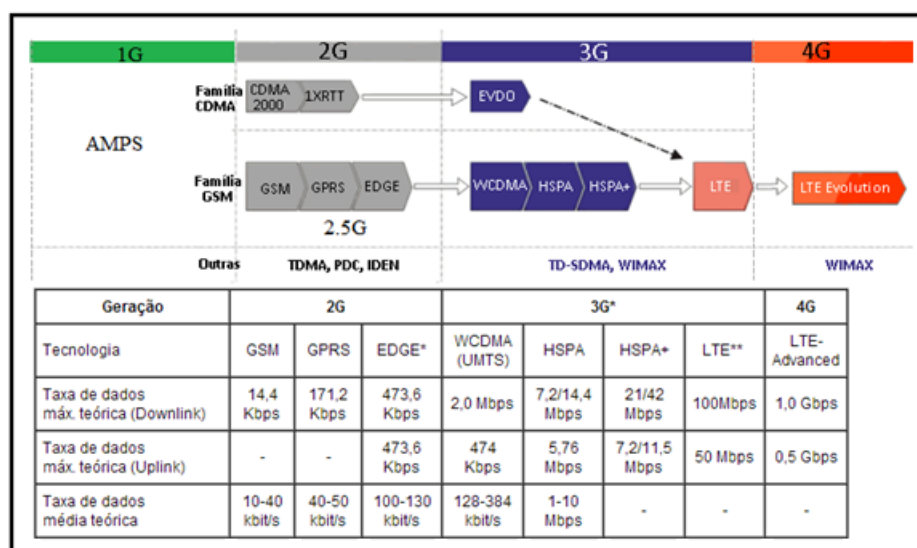 1G 2G 3G 4G
Família CDMA
CDMA 2000 1XRTT EVDO
AMPS
Família GSM
GSM GPRS EDGE WCDMA HSPA HSPA+ LTE LTE Evolution
2.5G
Outras TDMA, PDC, IDEN TD-SDMA, WIMAX WIMAX
Geração 2G 3G* 4G
Tecnologia GSM GPRS EDGE* WCDMA (UMTS) HSPA HSPA+ LTE** LTE-Advanced
Taxa de dados máx. teórica (Downlink) 14,4 Kbps 171,2 Kbps 473,6 Kbps 2,0 Mbps 7,2/14,4 Mbps 21/42 Mbps 100Mbps 1,0 Gbps
Taxa de dados máx. teórica (Uplink) - - 473,6 Kbps 474 Kbps 5,76 Mbps 7,2/11,5 Mbps 50 Mbps 0,5 Gbps
Taxa de dados média teórica 10-40 kbit/s 40-50 kbit/s 100-130 kbit/s 128-384 kbit/s 1-10 Mbps - - -